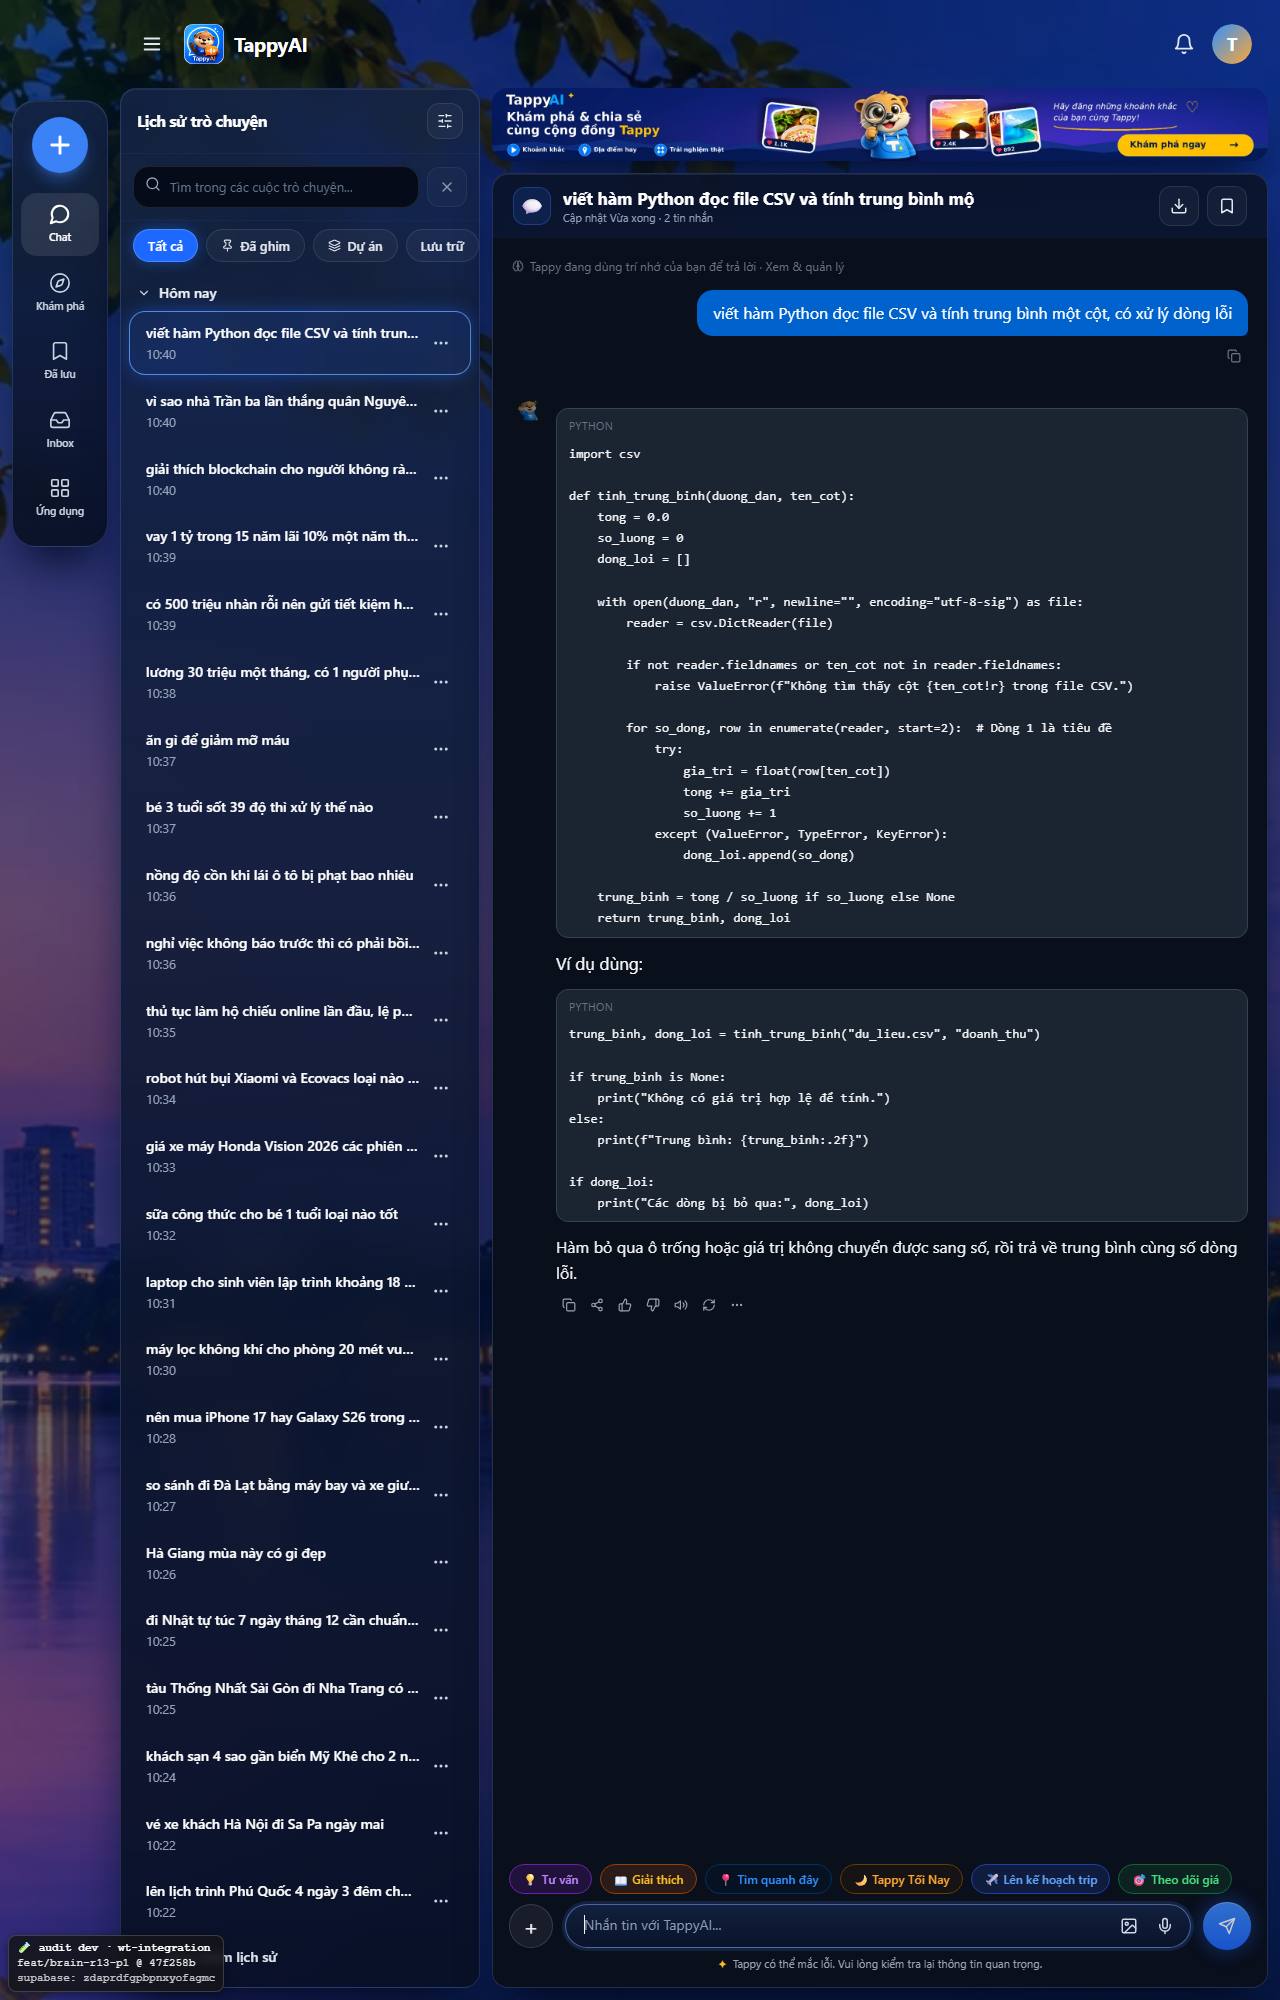 TappyAI
T
Chat
Khám phá
Đã lưu
Inbox
Ứng dụng
Lịch sử trò chuyện
Tìm trong các cuộc trò chuyện...
Tất cả
Đã ghim
Dự án
Lưu trữ
Hôm nay
viết hàm Python đọc file CSV và tính trun...
10:40
vì sao nhà Trần ba lần thắng quân Nguyê...
10:40
giải thích blockchain cho người không rà...
10:40
vay 1 tỷ trong 15 năm lãi 10% một năm th...
10:39
có 500 triệu nhàn rỗi nên gửi tiết kiệm h...
10:39
lương 30 triệu một tháng, có 1 người phụ...
10:38
ăn gì để giảm mỡ máu
10:37
bé 3 tuổi sốt 39 độ thì xử lý thế nào
10:37
nồng độ cồn khi lái ô tô bị phạt bao nhiêu
10:36
nghỉ việc không báo trước thì có phải bồi...
10:36
thủ tục làm hộ chiếu online lần đầu, lệ p...
10:35
robot hút bụi Xiaomi và Ecovacs loại nào ...
10:34
giá xe máy Honda Vision 2026 các phiên ...
10:33
sữa công thức cho bé 1 tuổi loại nào tốt
10:32
laptop cho sinh viên lập trình khoảng 18 ...
10:31
máy lọc không khí cho phòng 20 mét vu...
10:30
nên mua iPhone 17 hay Galaxy S26 trong ...
10:28
so sánh đi Đà Lạt bằng máy bay và xe giư...
10:27
Hà Giang mùa này có gì đẹp
10:26
đi Nhật tự túc 7 ngày tháng 12 cần chuẩn...
10:25
tàu Thống Nhất Sài Gòn đi Nha Trang có ...
10:25
khách sạn 4 sao gần biển Mỹ Khê cho 2 n...
10:24
vé xe khách Hà Nội đi Sa Pa ngày mai
10:22
lên lịch trình Phú Quốc 4 ngày 3 đêm ch...
10:22
lịch sử
audit dev · wt-integration
feat/brain-r13-p1 @ 47f258b
supabase: zdaprdfgpbpnxyofagmc
TappyAI
Khám phá & chia sẻ
cùng cộng đồng Tappy
Khoảnh khắc
Địa điểm hay
Trải nghiệm thật
1.1K
2.4K
892
Hãy đăng những khoảnh khắc
của bạn cùng Tappy!
Khám phá ngay →
viết hàm Python đọc file CSV và tính trung bình mộ
Cập nhật Vừa xong · 2 tin nhắn
Tappy đang dùng trí nhớ của bạn để trả lời · Xem & quản lý
viết hàm Python đọc file CSV và tính trung bình một cột, có xử lý dòng lỗi
PYTHON
import csv
def tinh_trung_binh(duong_dan, ten_cot):
    tong = 0.0
    so_luong = 0
    dong_loi = []
    with open(duong_dan, "r", newline="", encoding="utf-8-sig") as file:
        reader = csv.DictReader(file)
        if not reader.fieldnames or ten_cot not in reader.fieldnames:
            raise ValueError(f"Không tìm thấy cột {ten_cot!r} trong file CSV.")
        for so_dong, row in enumerate(reader, start=2):  # Dòng 1 là tiêu đề
            try:
                gia_tri = float(row[ten_cot])
                tong += gia_tri
                so_luong += 1
            except (ValueError, TypeError, KeyError):
                dong_loi.append(so_dong)
    trung_binh = tong / so_luong if so_luong else None
    return trung_binh, dong_loi
Ví dụ dùng:
PYTHON
trung_binh, dong_loi = tinh_trung_binh("du_lieu.csv", "doanh_thu")
if trung_binh is None:
    print("Không có giá trị hợp lệ để tính.")
else:
    print(f"Trung bình: {trung_binh:.2f}")
if dong_loi:
    print("Các dòng bị bỏ qua:", dong_loi)
Hàm bỏ qua ô trống hoặc giá trị không chuyển được sang số, rồi trả về trung bình cùng số dòng
lỗi.
Tư vấn
Giải thích
Tìm quanh đây
Tappy Tối Nay
Lên kế hoạch trip
Theo dõi giá
Nhắn tin với TappyAI...
Tappy có thể mắc lỗi. Vui lòng kiểm tra lại thông tin quan trọng.